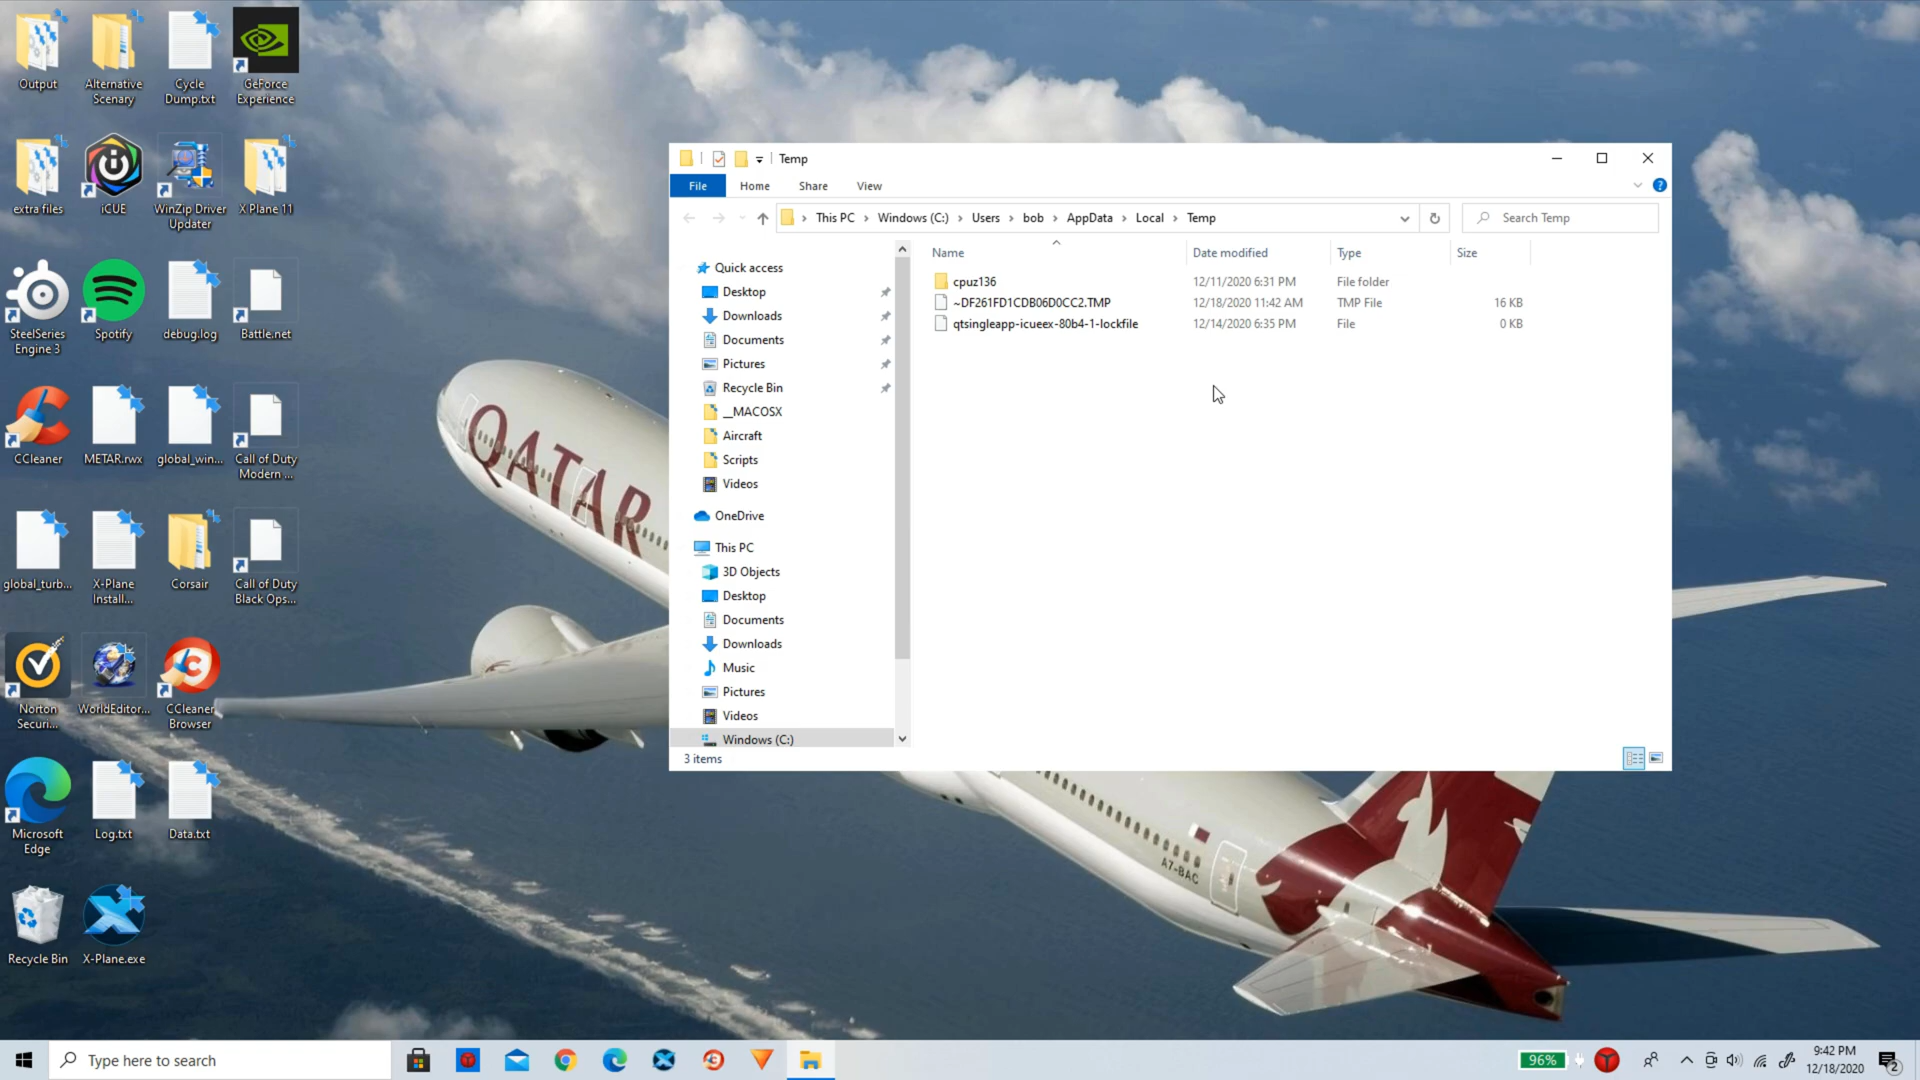 Output
Alternative
Scenary
Cycle
Dump.txt
GeForce
Experience
extra files
iCUE
WinZip Driver
Updater
X Plane 11
SteelSeries
Engine 3
Spotify
debug.log
Battle.net
CCleaner
METAR.rwx
global_win...
Call of Duty
Modern ...
global_turb...
X-Plane
Install...
Corsair
Call of Duty
Black Ops...
Norton
Securi...
WorldEditor...
CCleaner
Browser
Microsoft
Edge
Log.txt
Data.txt
Recycle Bin
X-Plane.exe
QATAR
A7-BAC
Temp
File
Home
Share
View
This PC > Windows (C:) > Users > bob > AppData > Local > Temp
Search Temp
Quick access
Desktop
Downloads
Documents
Pictures
Recycle Bin
__MACOSX
Aircraft
Scripts
Videos
OneDrive
This PC
3D Objects
Desktop
Documents
Downloads
Music
Pictures
Videos
Windows (C:)
Name Date modified Type Size
cpuz136 12/11/2020 6:31 PM File folder
~DF261FD1CDB06D0CC2.TMP 12/18/2020 11:42 AM TMP File 16 KB
qtsingleapp-icueex-80b4-1-lockfile 12/14/2020 6:35 PM File 0 KB
3 items
Type here to search
96%
9:42 PM
12/18/2020
2